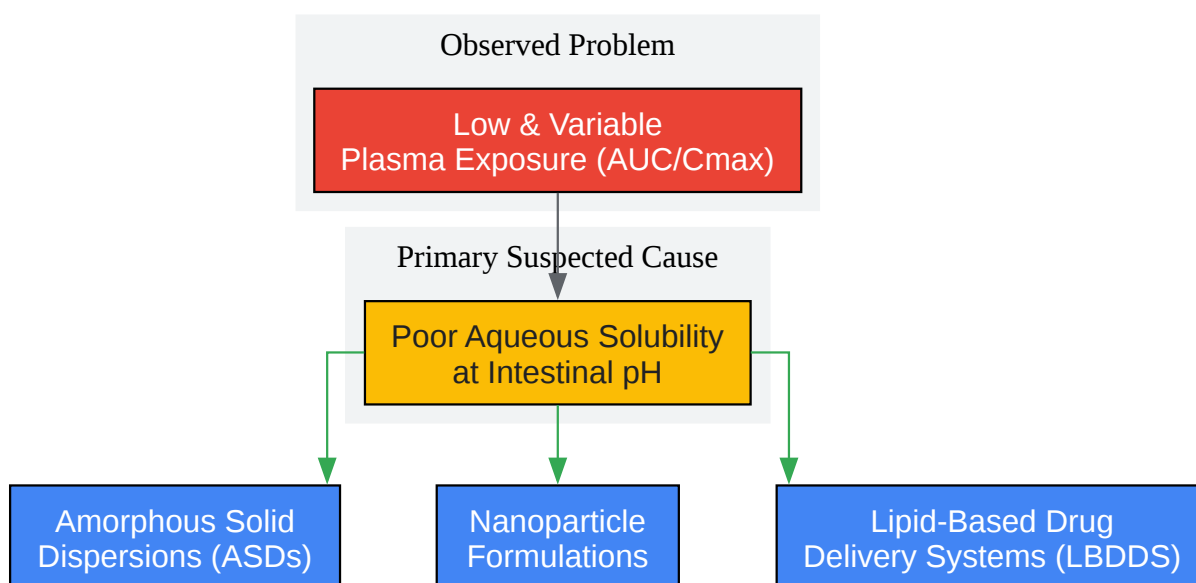 Observed Problem
Low & Variable
Plasma Exposure (AUC/Cmax)
Primary Suspected Cause
Poor Aqueous Solubility
at Intestinal pH
Amorphous Solid
Dispersions (ASDs)
Nanoparticle
Formulations
Lipid-Based Drug
Delivery Systems (LBDDS)